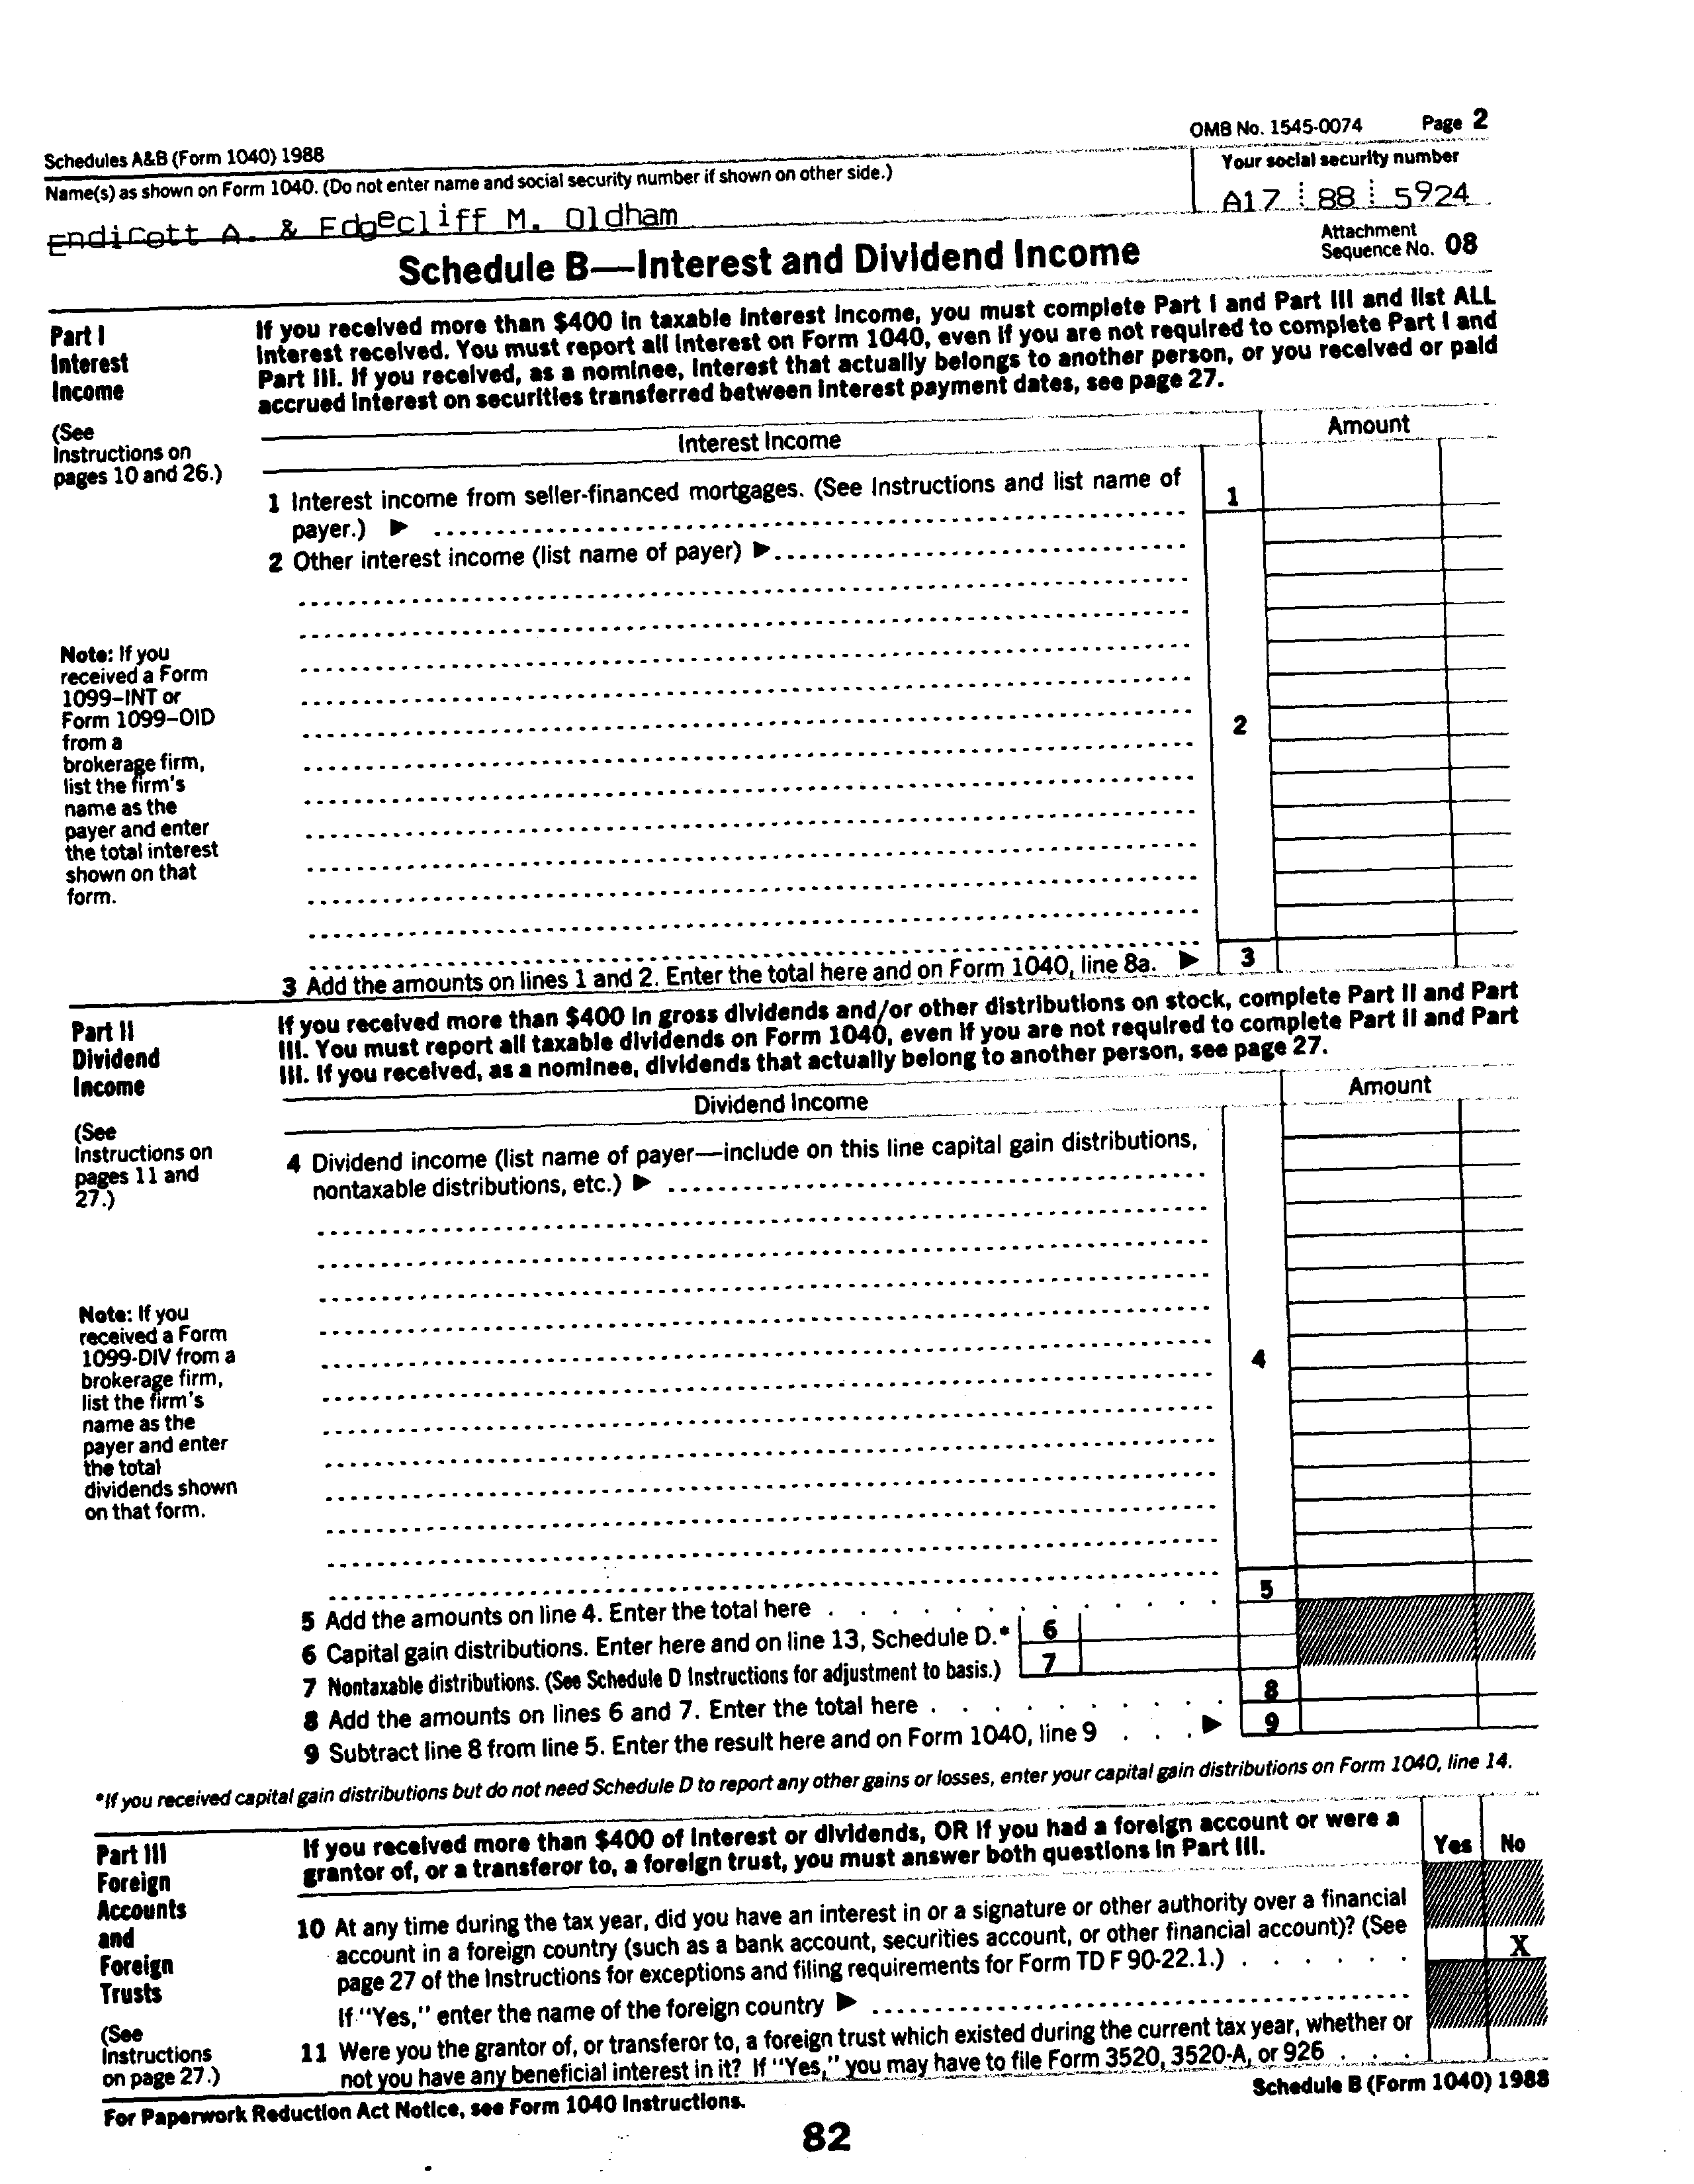 Schedules A&B (Form 1040) 1988
OMB No. 1545-0074
Page 2
Name(s) as shown on Form 1040. (Do not enter name and social security number if shown on other side.)
Your social security number
Endicott A. & Edgecliff M. Oldham
A17 88 5924
Schedule B—Interest and Dividend Income
Attachment
Sequence No. 08
Part I
Interest
Income
(See
Instructions on
pages 10 and 26.)
If you received more than $400 in taxable interest income, you must complete Part I and Part III and list ALL
interest received. You must report all interest on Form 1040, even if you are not required to complete Part I and
Part III. If you received, as a nominee, interest that actually belongs to another person, or you received or paid
accrued interest on securities transferred between interest payment dates, see page 27.
Interest Income
Amount
1 Interest income from seller-financed mortgages. (See Instructions and list name of
payer.) ▶
1
2 Other interest income (list name of payer) ▶
Note: If you
received a Form
1099–INT or
Form 1099–OID
from a
brokerage firm,
list the firm's
name as the
payer and enter
the total interest
shown on that
form.
2
3 Add the amounts on lines 1 and 2. Enter the total here and on Form 1040, line 8a. ▶
3
Part II
Dividend
Income
(See
Instructions on
pages 11 and
27.)
If you received more than $400 in gross dividends and/or other distributions on stock, complete Part II and Part
III. You must report all taxable dividends on Form 1040, even if you are not required to complete Part II and Part
III. If you received, as a nominee, dividends that actually belong to another person, see page 27.
Dividend Income
Amount
4 Dividend income (list name of payer—include on this line capital gain distributions,
nontaxable distributions, etc.) ▶
Note: If you
received a Form
1099-DIV from a
brokerage firm,
list the firm's
name as the
payer and enter
the total
dividends shown
on that form.
4
5 Add the amounts on line 4. Enter the total here
5
6 Capital gain distributions. Enter here and on line 13, Schedule D.*
6
7 Nontaxable distributions. (See Schedule D Instructions for adjustment to basis.)
7
8 Add the amounts on lines 6 and 7. Enter the total here
8
9 Subtract line 8 from line 5. Enter the result here and on Form 1040, line 9 ▶
9
*If you received capital gain distributions but do not need Schedule D to report any other gains or losses, enter your capital gain distributions on Form 1040, line 14.
Part III
Foreign
Accounts
and
Foreign
Trusts
(See
Instructions
on page 27.)
If you received more than $400 of interest or dividends, OR if you had a foreign account or were a
grantor of, or a transferor to, a foreign trust, you must answer both questions in Part III.
Yes No
10 At any time during the tax year, did you have an interest in or a signature or other authority over a financial
account in a foreign country (such as a bank account, securities account, or other financial account)? (See
page 27 of the Instructions for exceptions and filing requirements for Form TD F 90-22.1.)
X
If "Yes," enter the name of the foreign country ▶
11 Were you the grantor of, or transferor to, a foreign trust which existed during the current tax year, whether or
not you have any beneficial interest in it? If "Yes," you may have to file Form 3520, 3520-A, or 926
For Paperwork Reduction Act Notice, see Form 1040 Instructions.
Schedule B (Form 1040) 1988
82